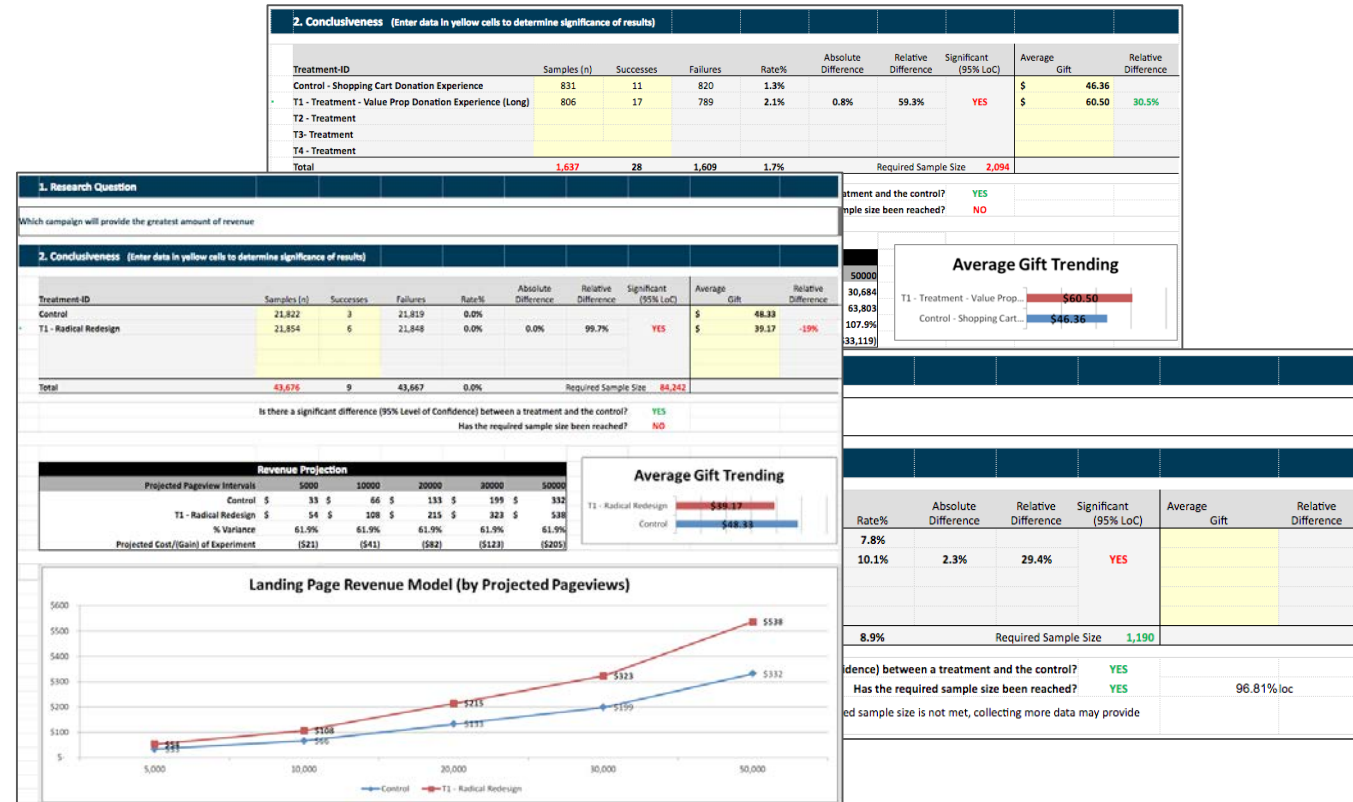 2. Conclusiveness (Enter data in yellow cells to determine significance of results)
Treatment-ID Samples (n) Successes Failures Rate% Absolute Difference Relative Difference Significant (95% LoC) Average Gift Relative Difference
Control - Shopping Cart Donation Experience 831 11 820 1.3% $ 46.36
T1 - Treatment - Value Prop Donation Experience (Long) 806 17 789 2.1% 0.8% 59.3% YES $ 60.50 30.5%
T2 - Treatment
T3- Treatment
T4 - Treatment
Total 1,637 28 1,609 1.7% Required Sample Size 2,094
atment and the control? YES
mple size been reached? NO
50000
30,684
63,803
107.9%
33,119)
Average Gift Trending
T1 - Treatment - Value Prop... $60.50
Control - Shopping Cart... $46.36
1. Research Question
Which campaign will provide the greatest amount of revenue
2. Conclusiveness (Enter data in yellow cells to determine significance of results)
Treatment-ID Samples (n) Successes Failures Rate% Absolute Difference Relative Difference Significant (95% LoC) Average Gift Relative Difference
Control 21,822 3 21,819 0.0% $ 48.33
T1 - Radical Redesign 21,854 6 21,848 0.0% 0.0% 99.7% YES $ 39.17 -19%
Total 43,676 9 43,667 0.0% Required Sample Size 84,242
Is there a significant difference (95% Level of Confidence) between a treatment and the control? YES
Has the required sample size been reached? NO
Revenue Projection
Projected Pageview Intervals 5000 10000 20000 30000 50000
Control $ 33 $ 66 $ 133 $ 199 $ 332
T1 - Radical Redesign $ 54 $ 108 $ 215 $ 323 $ 538
% Variance 61.9% 61.9% 61.9% 61.9% 61.9%
Projected Cost/(Gain) of Experiment ($21) ($41) ($82) ($123) ($205)
Average Gift Trending
T1 - Radical Redesign $39.17
Control $48.33
Landing Page Revenue Model (by Projected Pageviews)
$600
$500
$400
$300
$200
$100
$-
$54 $108 $215 $323 $538
$33 $66 $133 $199 $332
5,000 10,000 20,000 30,000 50,000
Control T1 - Radical Redesign
Rate% Absolute Difference Relative Difference Significant (95% LoC) Average Gift Relative Difference
7.8%
10.1% 2.3% 29.4% YES
8.9% Required Sample Size 1,190
idence) between a treatment and the control? YES
Has the required sample size been reached? YES 96.81% loc
ed sample size is not met, collecting more data may provide